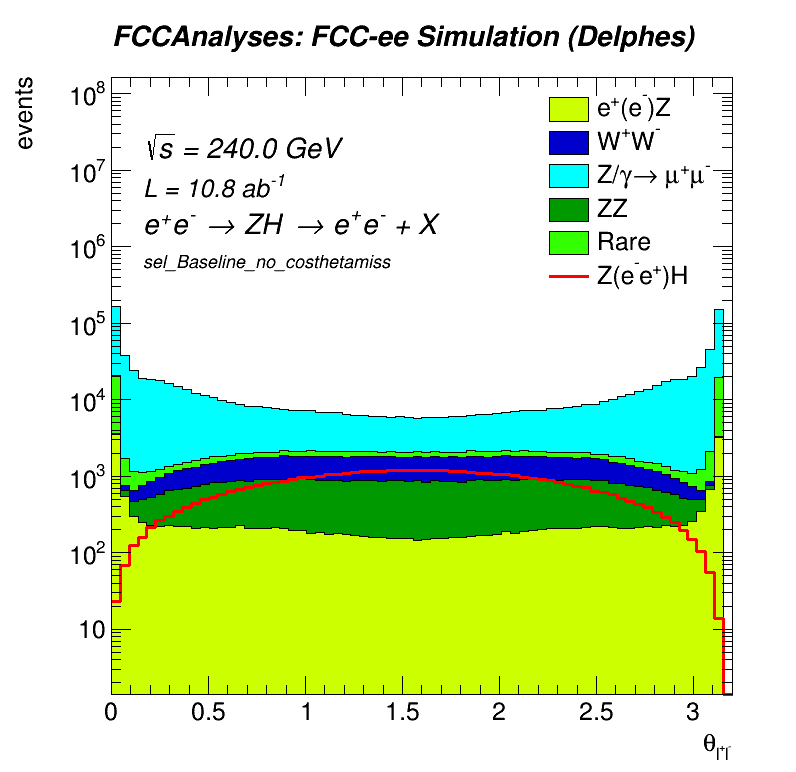 FCCAnalyses: FCC-ee Simulation (Delphes)
events
10⁸
10⁷
10⁶
10⁵
10⁴
10³
10²
10
√s = 240.0 GeV
L = 10.8 ab⁻¹
e⁺e⁻ → ZH → e⁺e⁻ + X
sel_Baseline_no_costhetamiss
e⁺(e⁻)Z
W⁺W⁻
Z/γ→ μ⁺μ⁻
ZZ
Rare
Z(e⁻e⁺)H
0 0.5 1 1.5 2 2.5 3
θ_l⁺l⁻